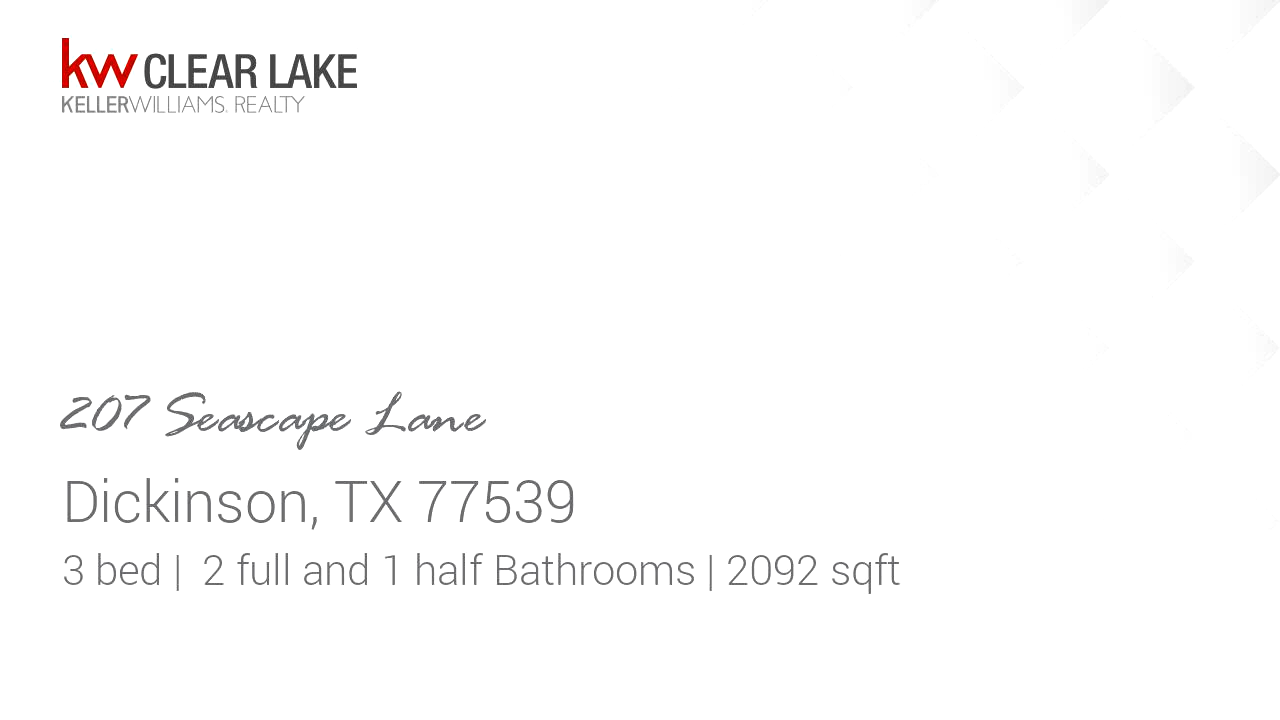 kw CLEAR LAKE
KELLERWILLIAMS. REALTY
207 Seascape Lane
Dickinson, TX 77539
3 bed | 2 full and 1 half Bathrooms | 2092 sqft